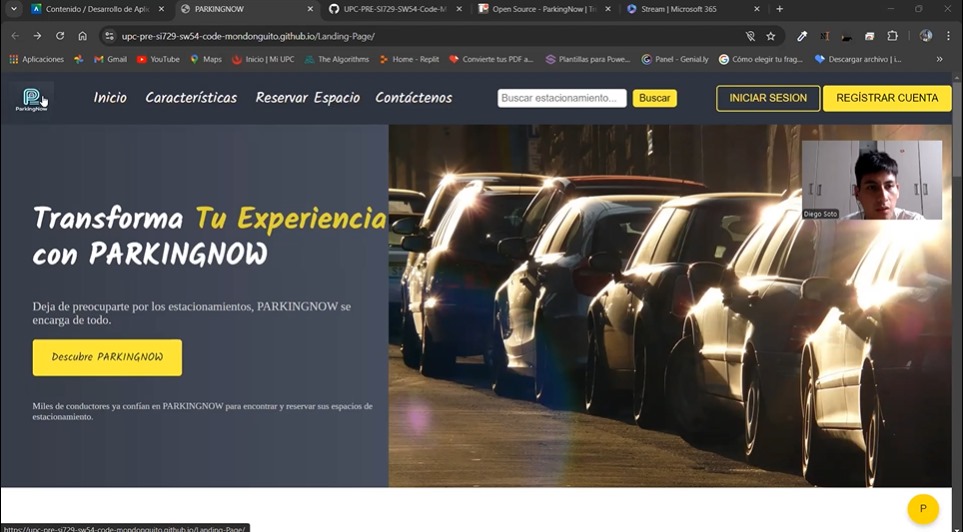 Contenido / Desarrollo de Aplic
PARKINGNOW
UPC-PRE-SI729-SW54-Code-M
Open Source - ParkingNow | Tr
Stream | Microsoft 365
upc-pre-si729-sw54-code-mondonguito.github.io/Landing-Page/
Aplicaciones
Gmail
YouTube
Maps
Inicio | Mi UPC
The Algorithms
Home - Replit
Convierte tus PDF a...
Plantillas para Powe...
Panel - Genial.ly
Cómo elegir tu frag...
Descargar archivo | i...
ParkingNow
Inicio
Características
Reservar Espacio
Contáctenos
Buscar estacionamiento...
Buscar
INICIAR SESION
REGÍSTRAR CUENTA
Diego Soto
Transforma Tu Experiencia
con PARKINGNOW
Deja de preocuparte por los estacionamientos, PARKINGNOW se
encarga de todo.
Descubre PARKINGNOW
Miles de conductores ya confían en PARKINGNOW para encontrar y reservar sus espacios de
estacionamiento.
P
https://upc-pre-si729-sw54-code-mondonguito.github.io/Landing-Page/